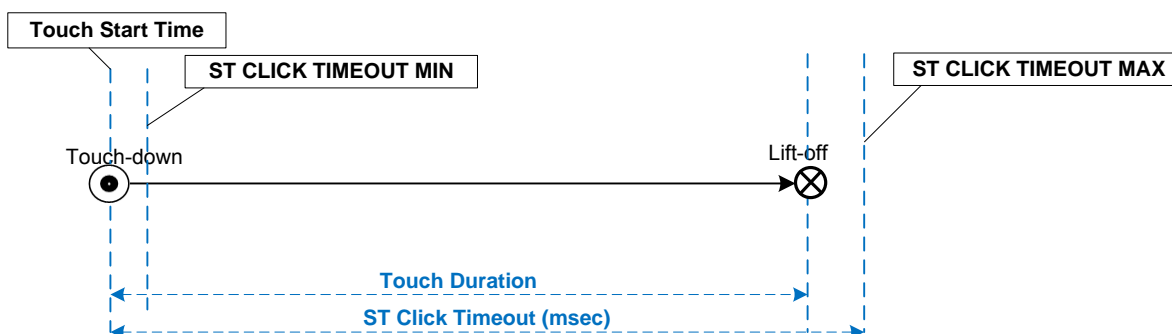 Touch Start Time
ST CLICK TIMEOUT MIN
ST CLICK TIMEOUT MAX
Touch-down
Lift-off
Touch Duration
ST Click Timeout (msec)